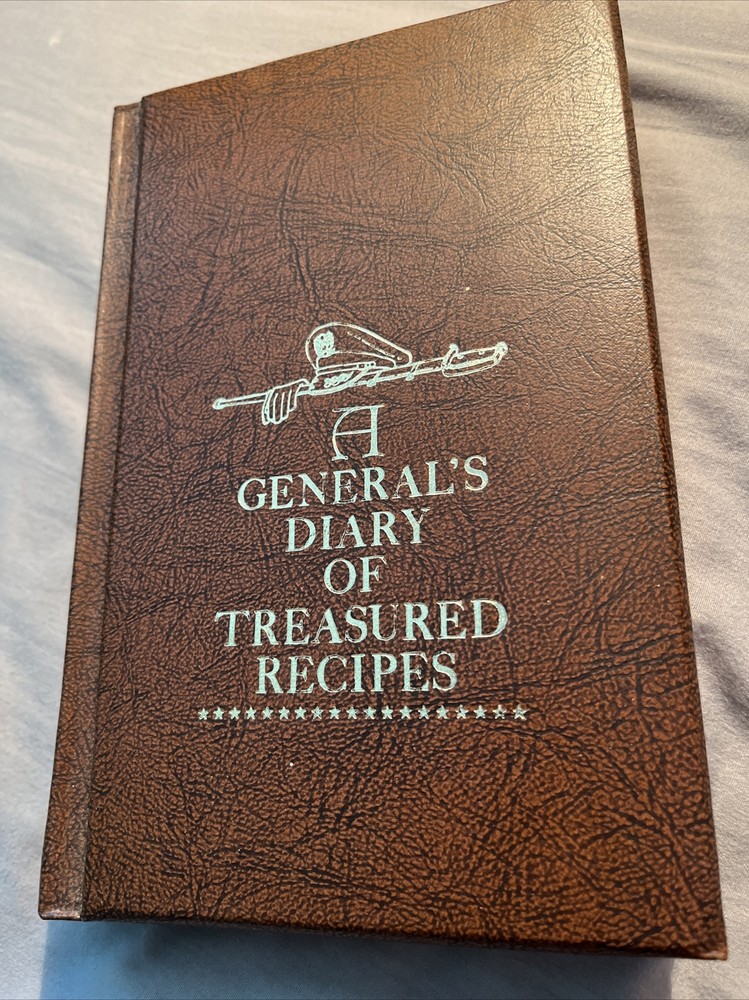 A
GENERAL'S
DIARY
OF
TREASURED
RECIPES